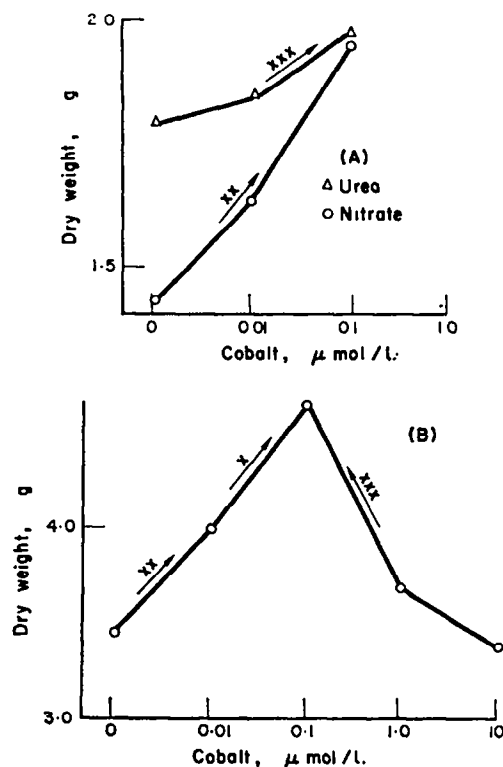 2.0
xxx
(A)
△ Urea
xx
○ Nitrate
1.5
Dry weight, g
0 0.01 0.1 1.0
Cobalt, μ mol/l.
(B)
x
xxx
4.0
xx
Dry weight, g
3.0
0 0.01 0.1 1.0 10
Cobalt, μ mol/l.